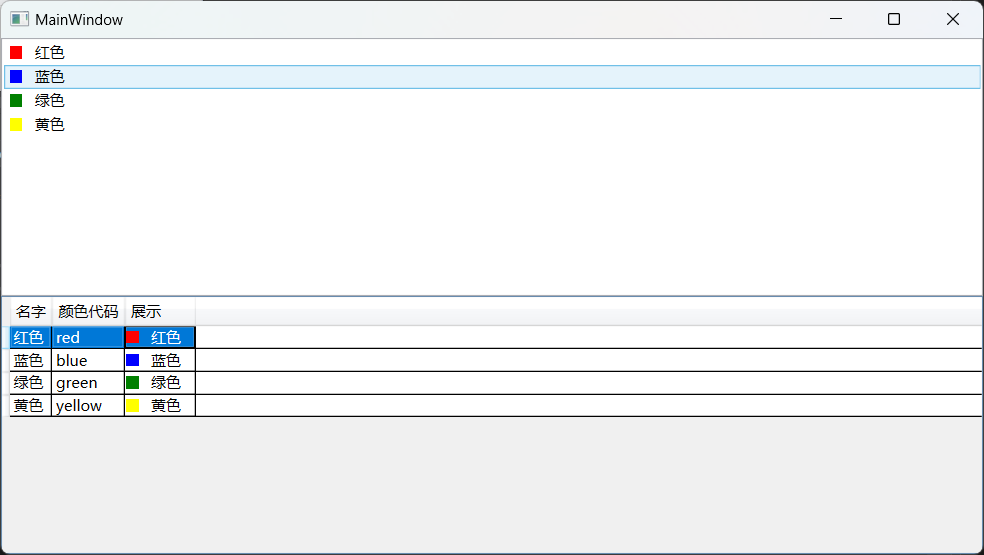 MainWindow
红色
蓝色
绿色
黄色
名字 颜色代码 展示
红色 red 红色
蓝色 blue 蓝色
绿色 green 绿色
黄色 yellow 黄色